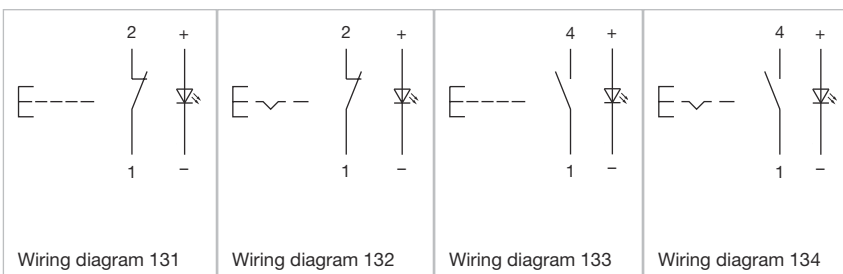 2 + 2 + 4 + 4 +
1 – 1 – 1 – 1 –
Wiring diagram 131 Wiring diagram 132 Wiring diagram 133 Wiring diagram 134